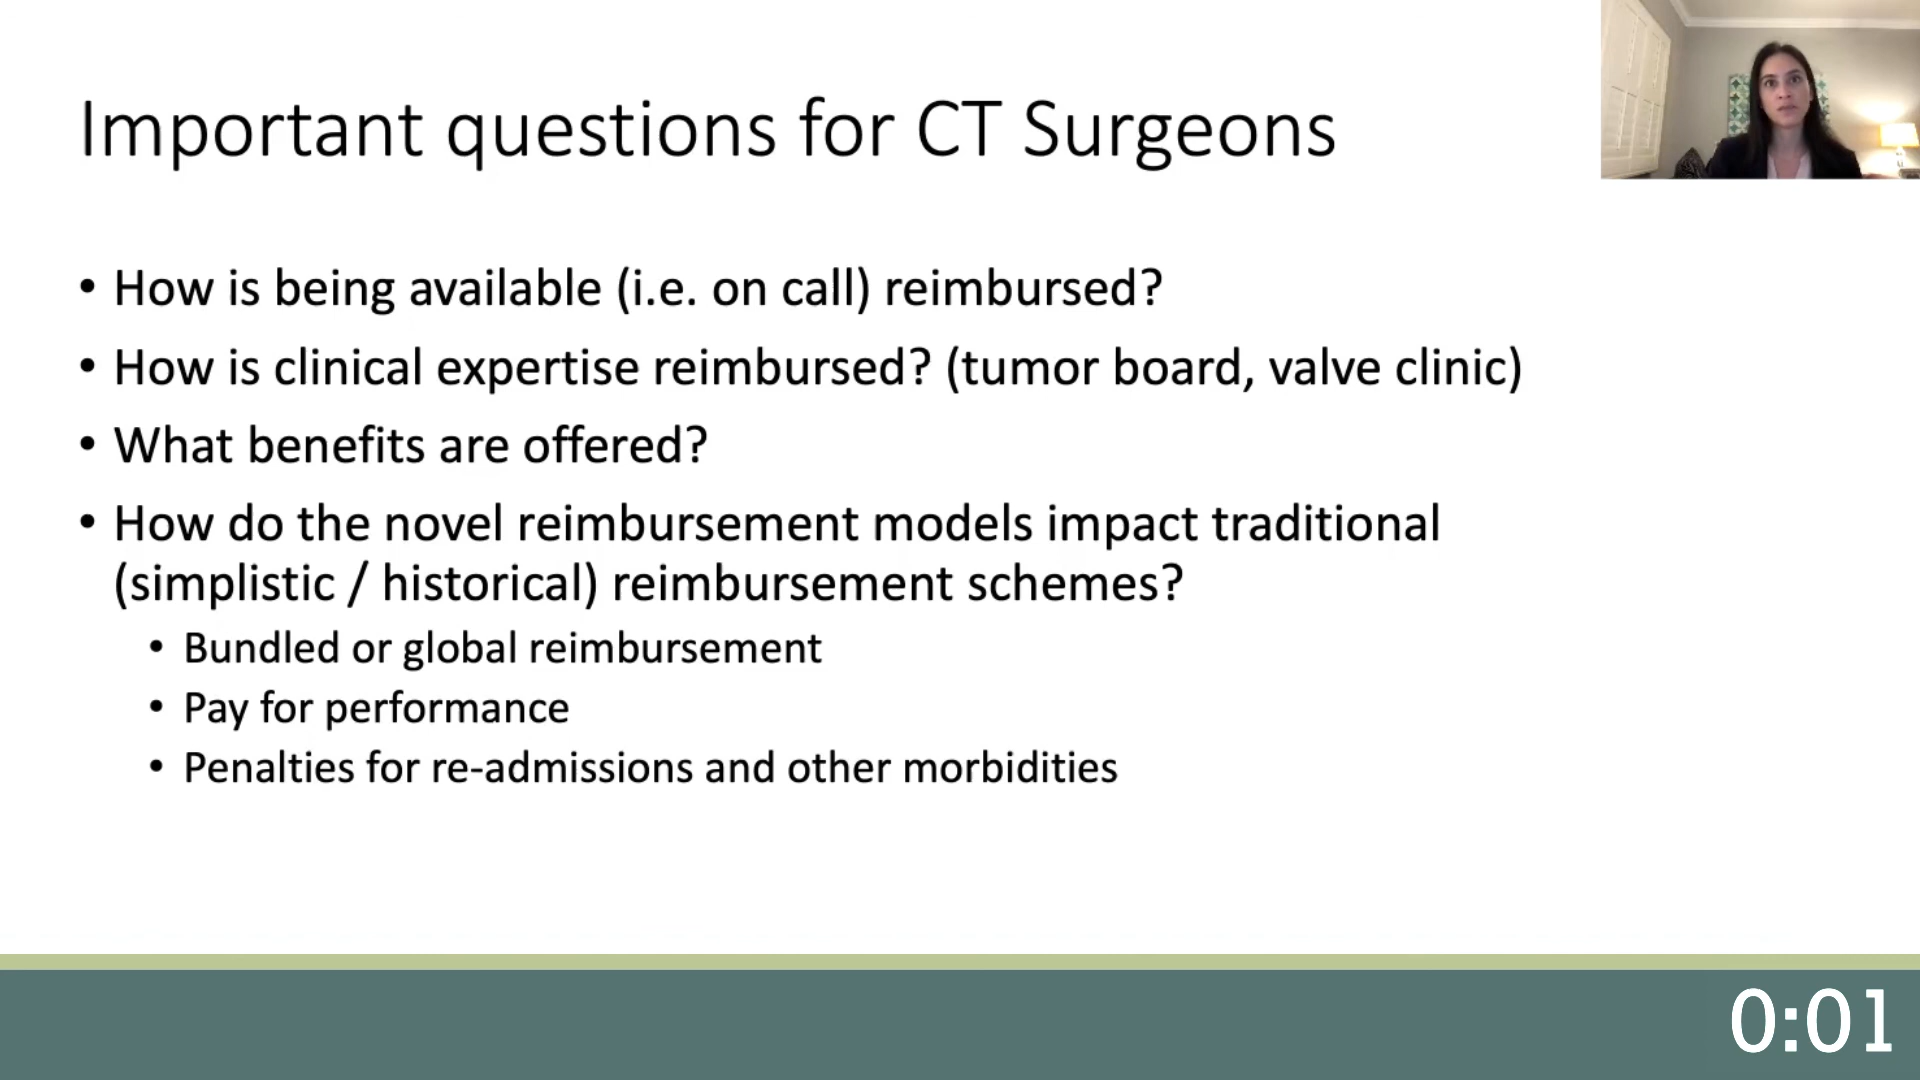 Important questions for CT Surgeons
• How is being available (i.e. on call) reimbursed?
• How is clinical expertise reimbursed? (tumor board, valve clinic)
• What benefits are offered?
• How do the novel reimbursement models impact traditional
(simplistic / historical) reimbursement schemes?
• Bundled or global reimbursement
• Pay for performance
• Penalties for re-admissions and other morbidities
0:01